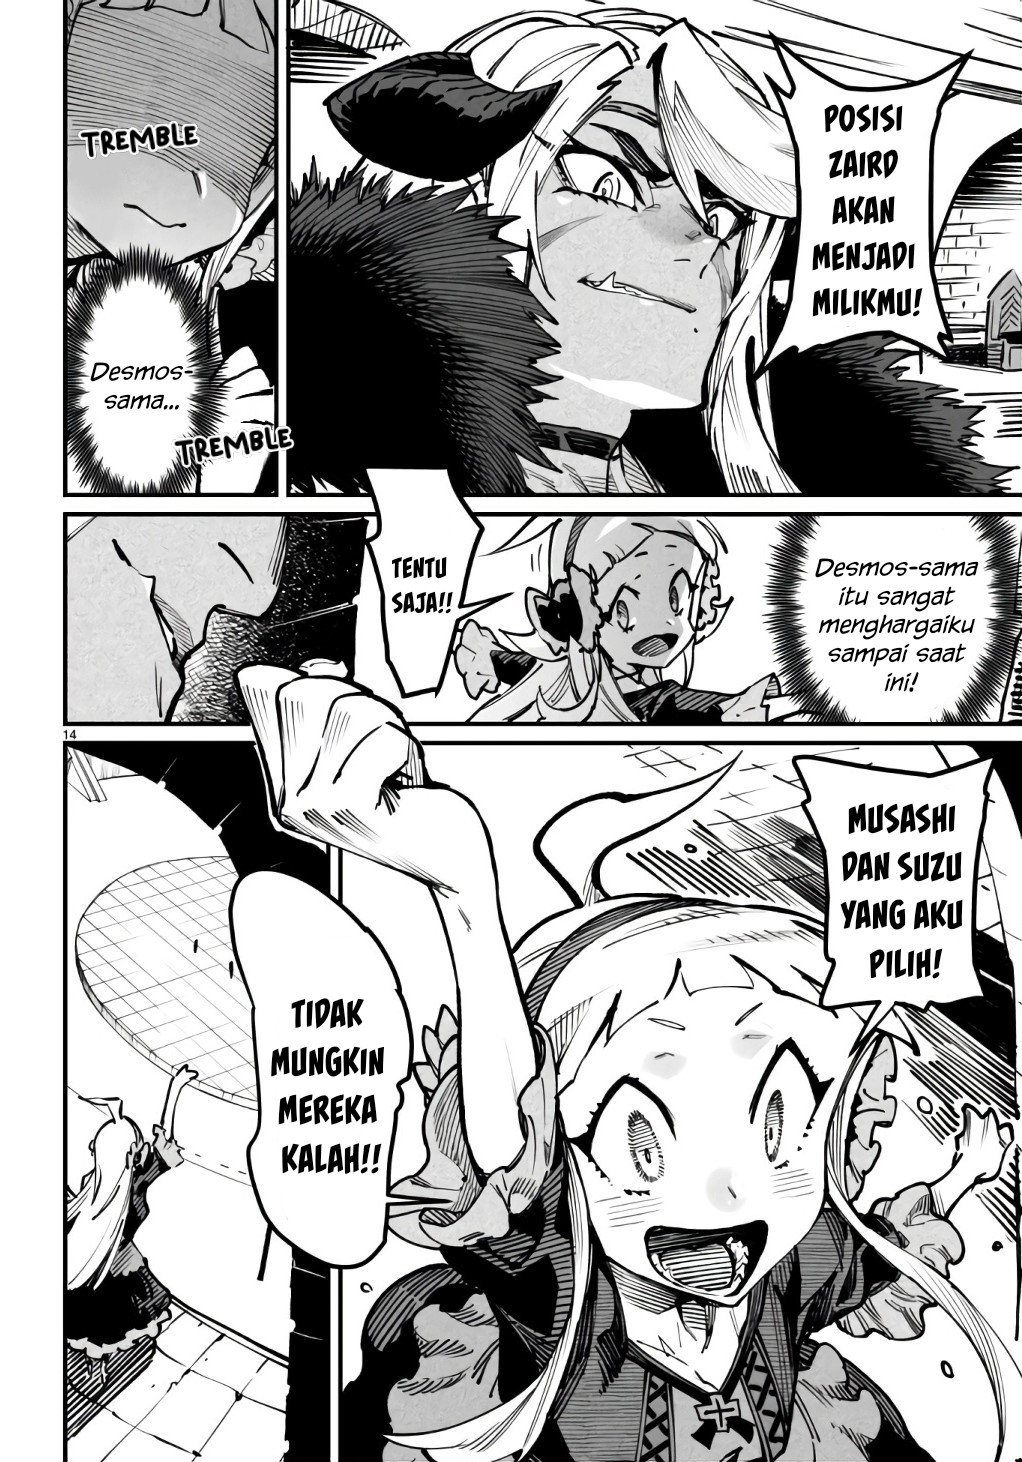 POSISI
ZAIRD
AKAN
MENJADI
MILIKMU!
TREMBLE
Desmos-
sama...
TREMBLE
Desmos-sama
itu sangat
menghargaiku
sampai saat
ini!
TENTU
SAJA!!
14
MUSASHI
DAN SUZU
YANG AKU
PILIH!
TIDAK
MUNGKIN
MEREKA
KALAH!!